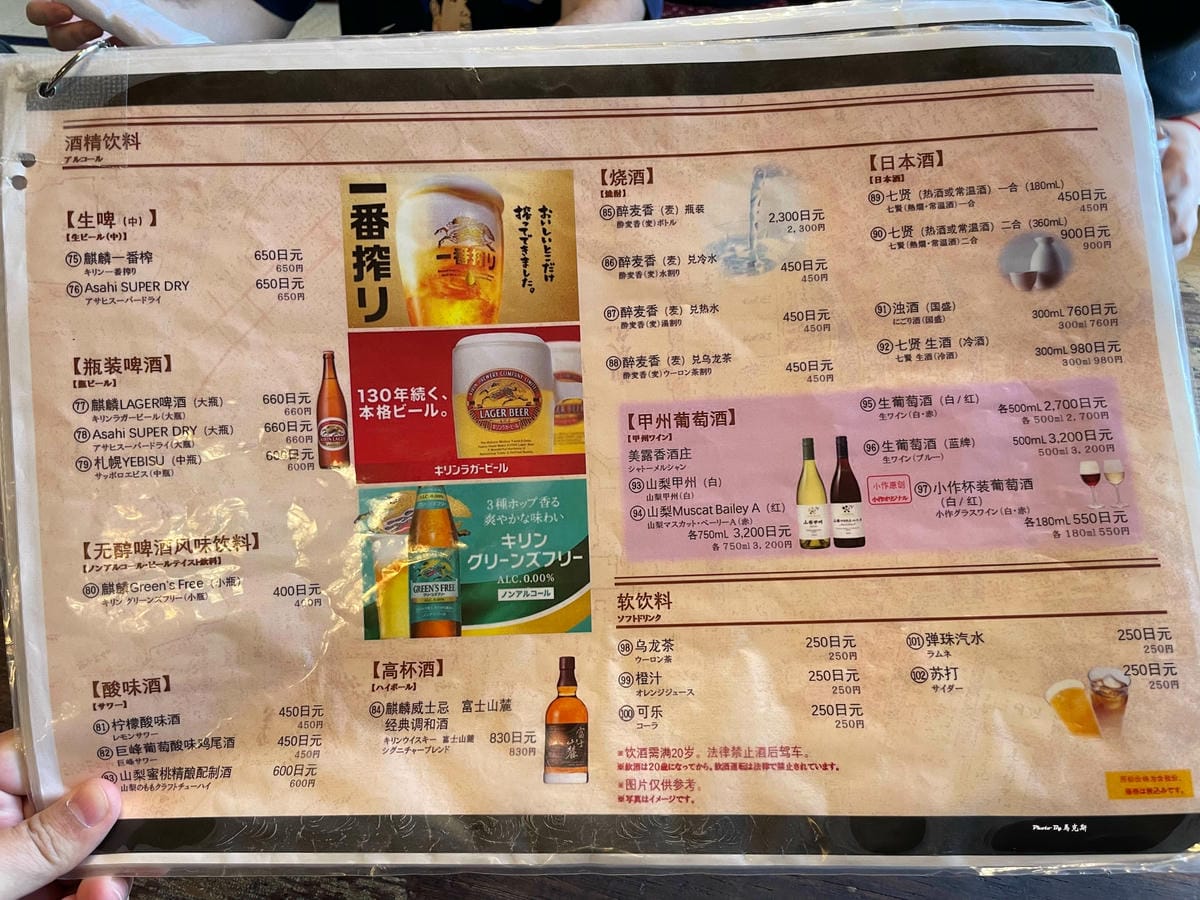 酒精饮料
アルコール
【生啤（中）】
【生ビール（中）】
75 麒麟一番榨 650日元
キリン一番搾り 650円
76 Asahi SUPER DRY 650日元
アサヒスーパードライ 650円
【瓶装啤酒】
【瓶ビール】
77 麒麟LAGER啤酒（大瓶） 660日元
キリンラガービール（大瓶） 660円
78 Asahi SUPER DRY（大瓶） 660日元
アサヒスーパードライ（大瓶） 660円
79 札幌YEBISU（中瓶） 600日元
サッポロエビス（中瓶） 600円
【无醇啤酒风味饮料】
【ノンアルコール・ビールテイスト飲料】
80 麒麟Green's Free（小瓶） 400日元
キリン グリーンズフリー（小瓶） 400円
【酸味酒】
【サワー】
81 柠檬酸味酒 450日元
レモンサワー 450円
82 巨峰葡萄酸味鸡尾酒 450日元
巨峰サワー 450円
83 山梨蜜桃精酿配制酒 600日元
山梨のももクラフトチューハイ 600円
一番搾り
おいしいとこだけ
搾ってできました。
一番搾り
130年続く、
本格ビール。
KIRIN BREWERY COMPANY, LIMITED
LAGER BEER
キリンラガービール
ALC.0.00%
3種ホップ香る
爽やかな味わい
キリン
グリーンズフリー
ALC.0.00%
ノンアルコール
GREEN'S FREE
【高杯酒】
【ハイボール】
84 麒麟威士忌 富士山麓
经典调和酒 830日元
キリンウイスキー 富士山麓 830円
シグニチャーブレンド
富士山麓
【烧酒】
【焼酎】
85 醉麦香（麦）瓶装 2,300日元
酔麦香（麦）ボトル 2,300円
86 醉麦香（麦）兑冷水 450日元
酔麦香（麦）水割り 450円
87 醉麦香（麦）兑热水 450日元
酔麦香（麦）湯割り 450円
88 醉麦香（麦）兑乌龙茶 450日元
酔麦香（麦）ウーロン茶割り 450円
【日本酒】
【日本酒】
89 七贤（热酒或常温酒）一合（180mL） 450日元
七賢（熱燗・常温酒）一合 450円
90 七贤（热酒或常温酒）二合（360mL） 900日元
七賢（熱燗・常温酒）二合 900円
91 浊酒（国盛） 300mL 760日元
にごり酒（国盛） 300ml 760円
92 七贤 生酒（冷酒） 300mL 980日元
七賢 生酒（冷酒） 300ml 980円
【甲州葡萄酒】
【甲州ワイン】
美露香酒庄
シャトーメルシャン
93 山梨甲州（白）
山梨甲州（白）
94 山梨Muscat Bailey A（红）
山梨マスカット・ベーリーA（赤）
各750mL 3,200日元
各 750ml 3,200円
95 生葡萄酒（白/红） 各500mL 2,700日元
生ワイン（白・赤） 各 500ml 2,700円
96 生葡萄酒（蓝绅） 500mL 3,200日元
生ワイン（ブルー） 500ml 3,200円
小作原创
小作オリジナル
97 小作杯装葡萄酒
（白/红） 各180mL 550日元
小作グラスワイン（白・赤） 各 180ml 550円
软饮料
ソフトドリンク
98 乌龙茶 250日元
ウーロン茶 250円
99 橙汁 250日元
オレンジジュース 250円
100 可乐 250日元
コーラ 250円
101 弹珠汽水 250日元
ラムネ 250円
102 苏打 250日元
サイダー 250円
※饮酒需满20岁。法律禁止酒后驾车。
※飲酒は20歳になってから。飲酒運転は法律で禁止されています。
※图片仅供参考。
※写真はイメージです。
価格は税込みです。
Photo By 马克斯